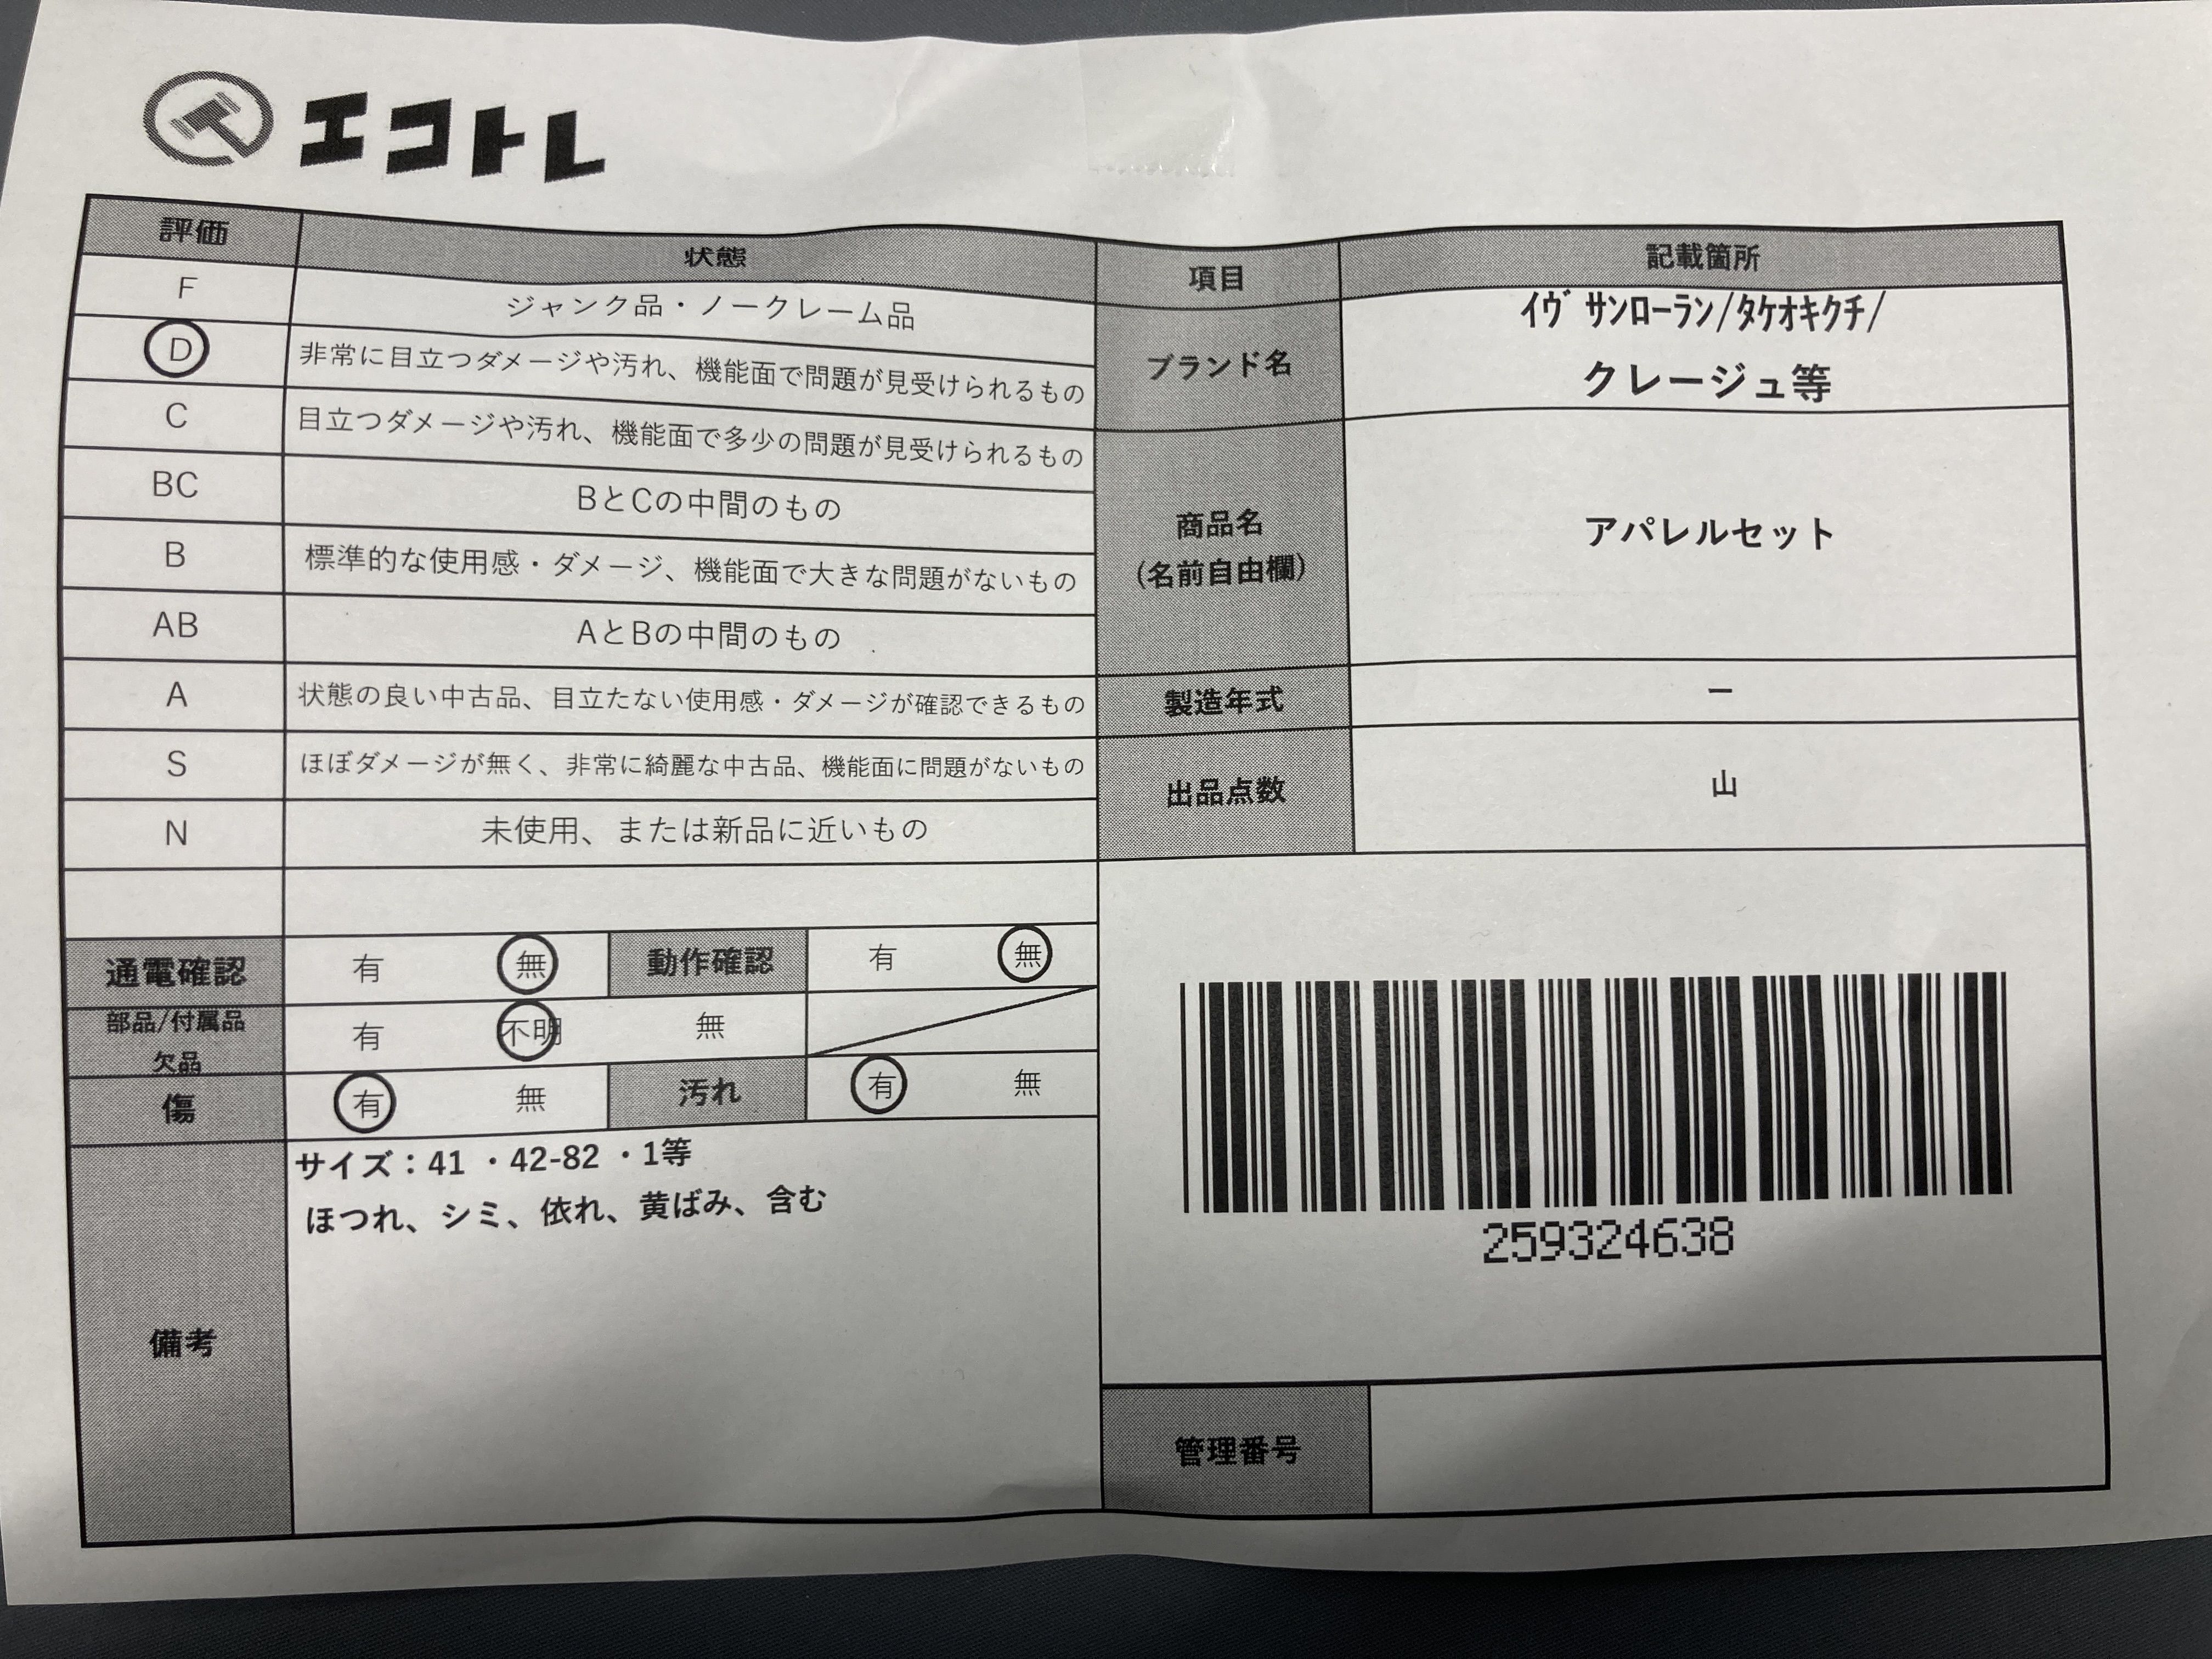 エコトレ
評価 状態
F ジャンク品・ノークレーム品
D 非常に目立つダメージや汚れ、機能面で問題が見受けられるもの
C 目立つダメージや汚れ、機能面で多少の問題が見受けられるもの
BC BとCの中間のもの
B 標準的な使用感・ダメージ、機能面で大きな問題がないもの
AB AとBの中間のもの
A 状態の良い中古品、目立たない使用感・ダメージが確認できるもの
S ほぼダメージが無く、非常に綺麗な中古品、機能面に問題がないもの
N 未使用、または新品に近いもの
通電確認 有 無 動作確認 有 無
部品/付属品
欠品 有 不明 無
傷 有 無 汚れ 有 無
備考
サイズ：41 ・42-82 ・1等
ほつれ、シミ、依れ、黄ばみ、含む
項目 記載箇所
ブランド名
ｲｳﾞ ｻﾝﾛｰﾗﾝ/ﾀｹｵｷｸﾁ/
クレージュ等
商品名
（名前自由欄）
アパレルセット
製造年式 ー
出品点数 山
259324638
管理番号